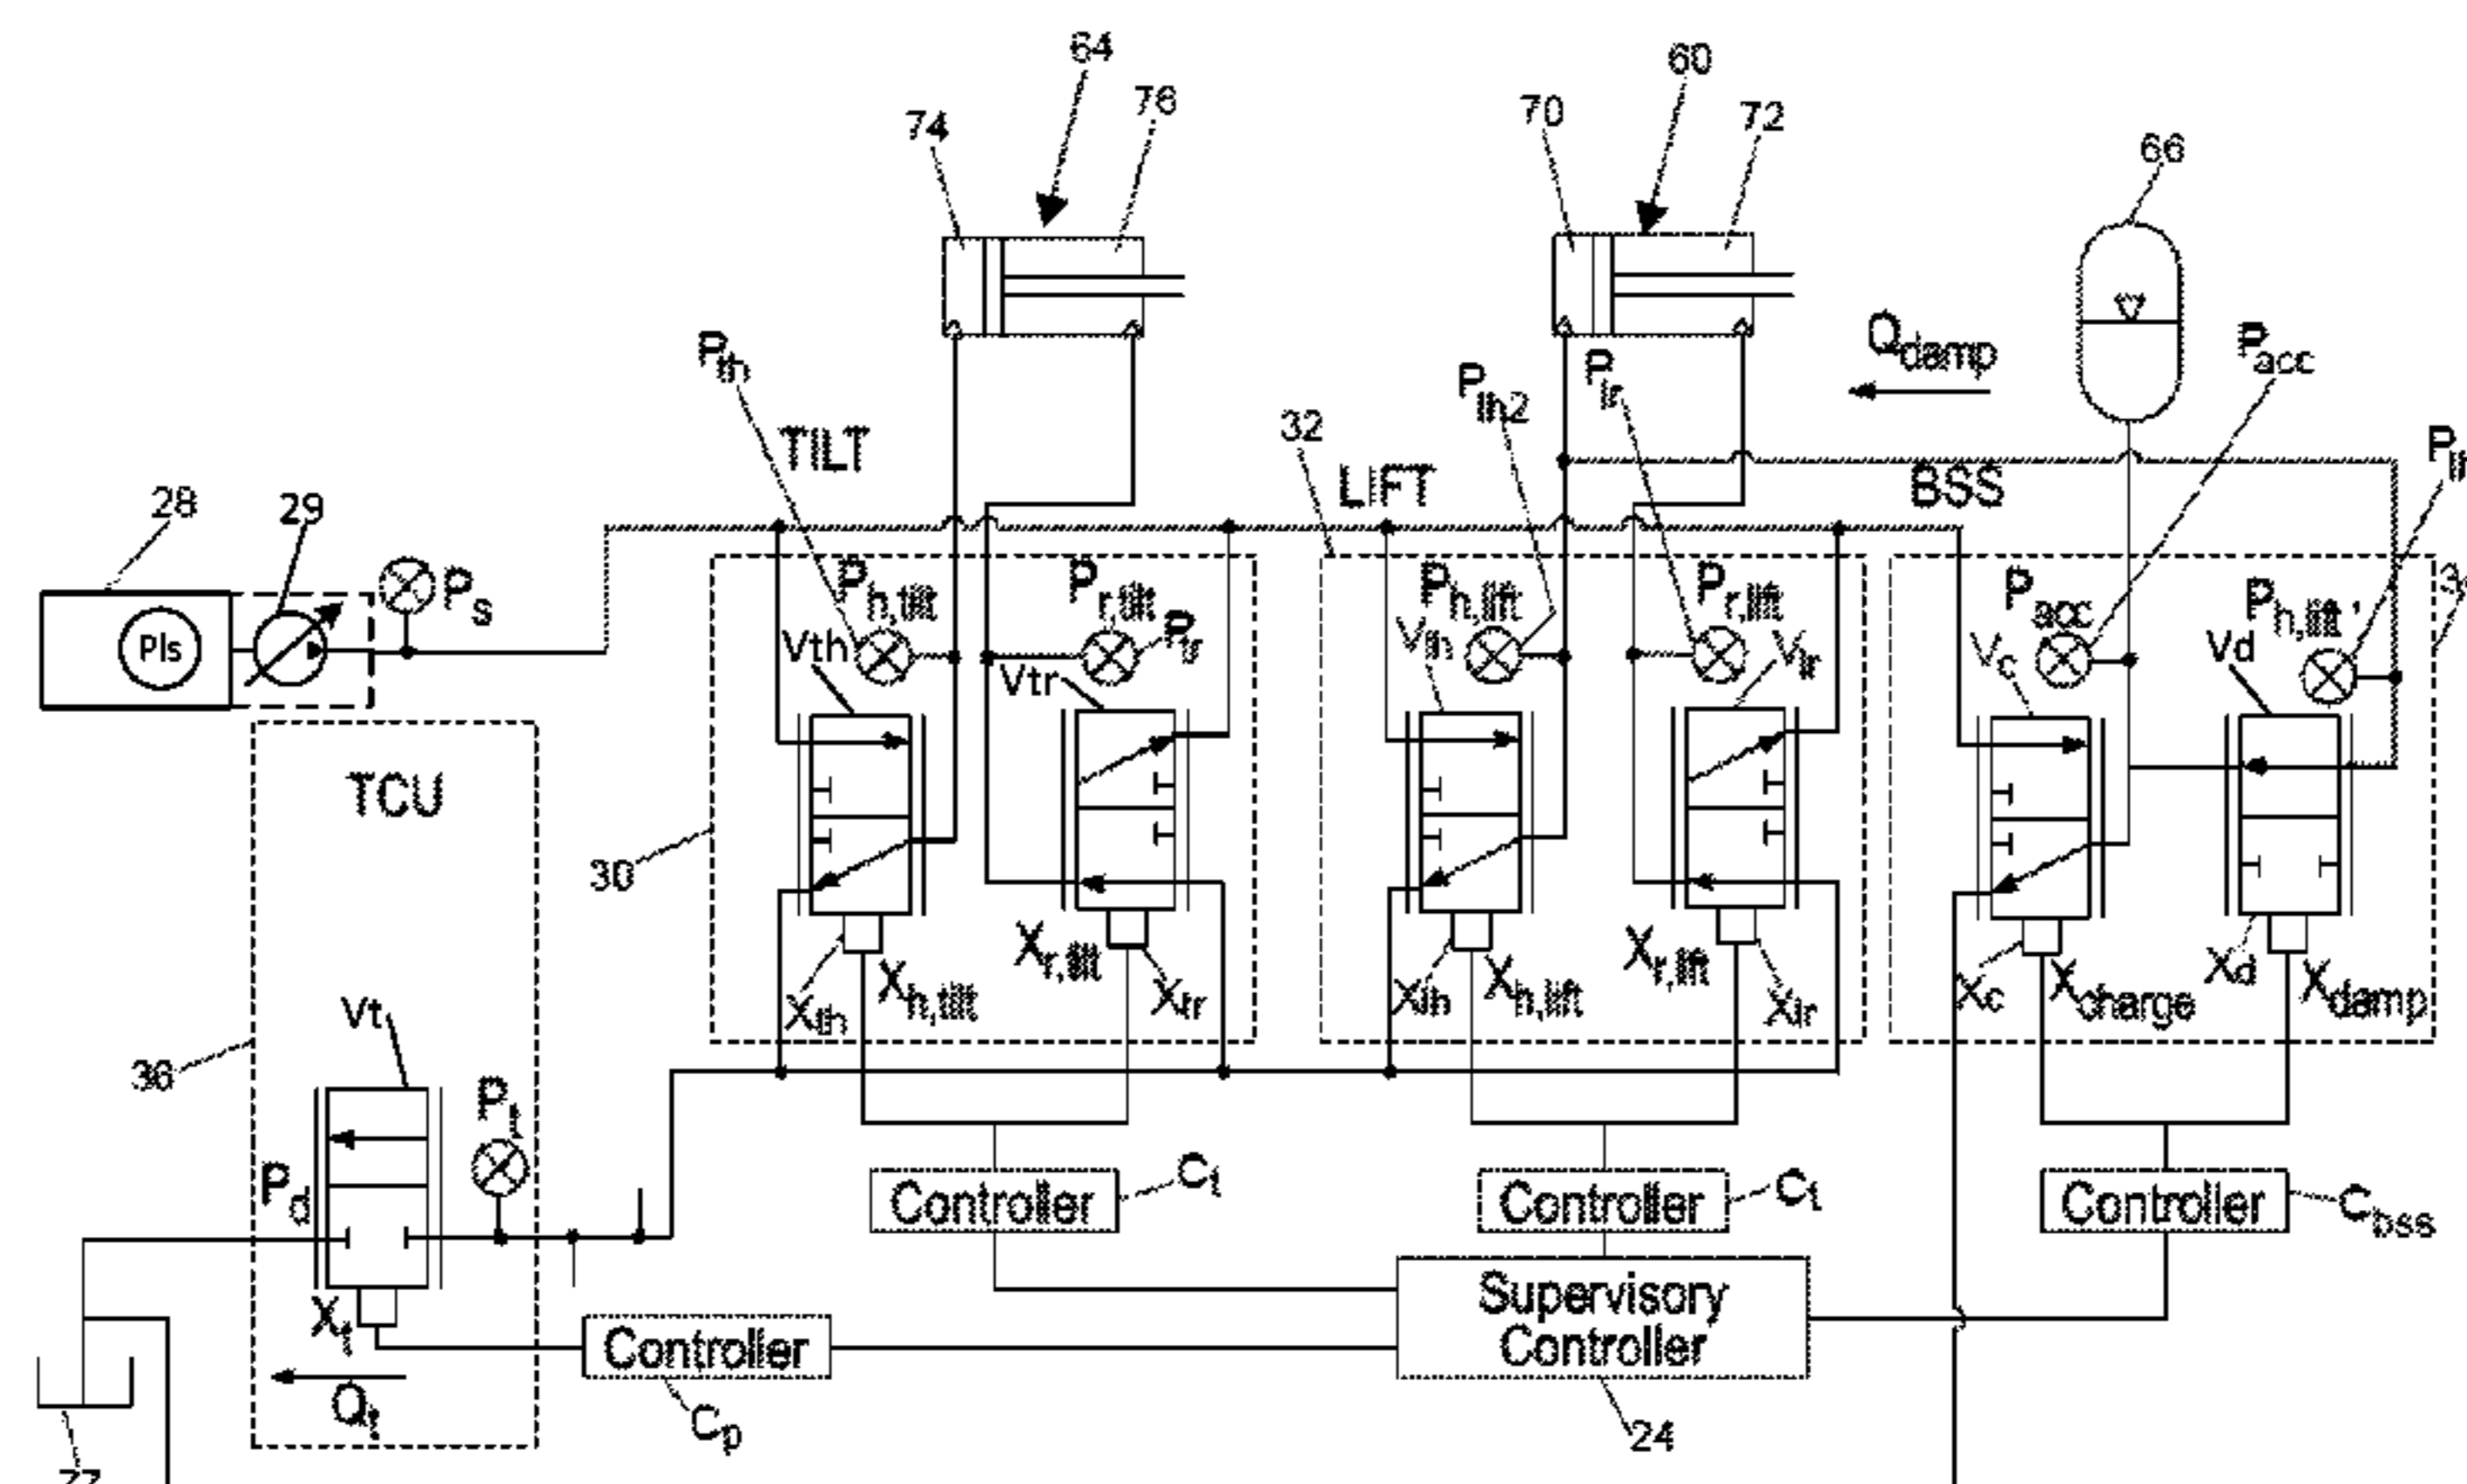 64
60
74
76
70
72
66
Pth
Plh2
Plr
Qdamp
Pacc
TILT
32
LIFT
BSS
28
29
Ps
Pls
Ph,tilt
Pr,tilt
Ptr
Vth
Vtr
Ph,lift
Pr,lift
Vlh
Vlr
Pacc
Ph,lift'
Vc
Vd
TCU
30
Xth
Xh,tilt
Xr,tilt
Xtr
Xlh
Xh,lift
Xr,lift
Xlr
Xc
Xcharge
Xd
Xdamp
36
Vt
Pt
Pd
Xt
Qt
Controller
Ct
Controller
Controller
Cbss
Controller
Cp
Supervisory
Controller
24